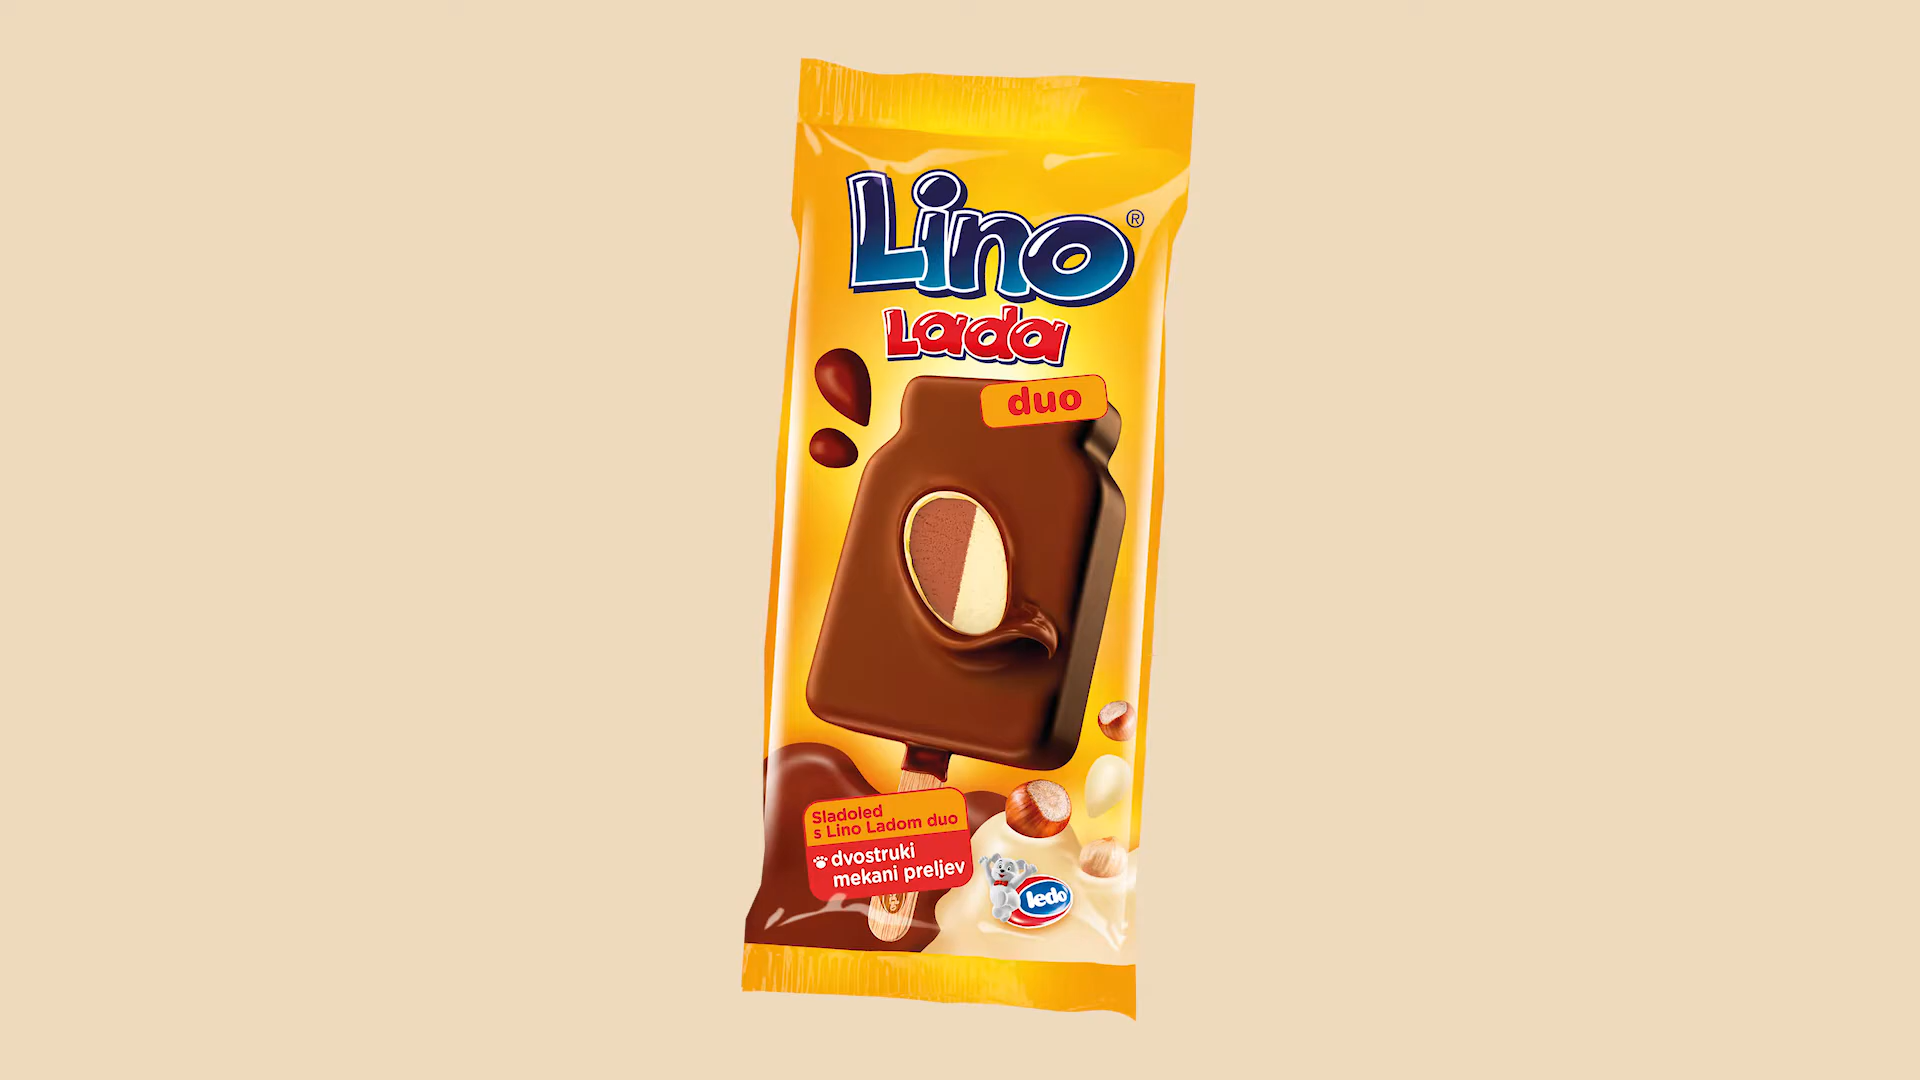 Lino®
Lada
duo
Sladoled
s Lino Ladom duo
dvostruki
mekani preljev
ledo